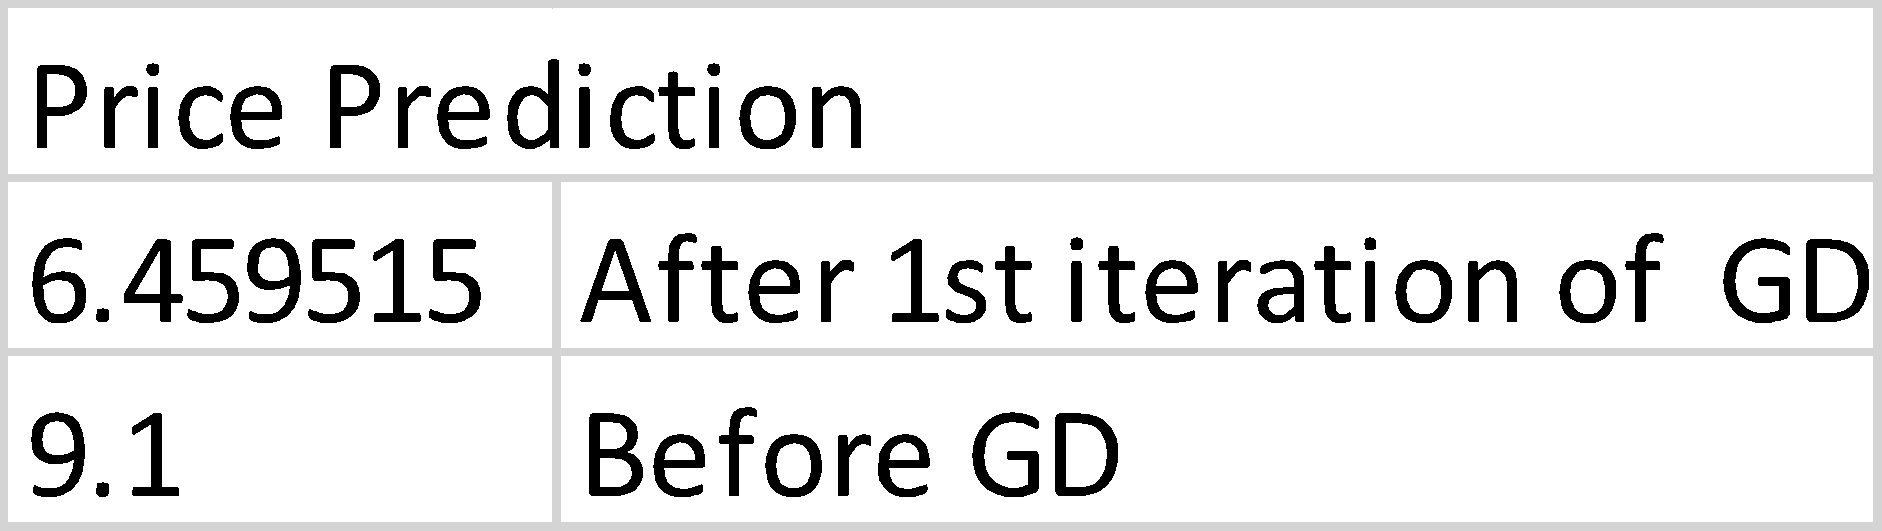 Price Prediction
6.459515 After 1st iteration of  GD
9.1 Before GD